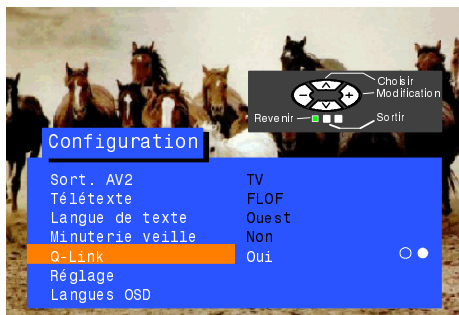 Choisir
Modification
Revenir
Sortir
Configuration
Sort. AV2 TV
Télétexte FLOF
Langue de texte Ouest
Minuterie veille Non
Q-Link Oui
Réglage
Langues OSD